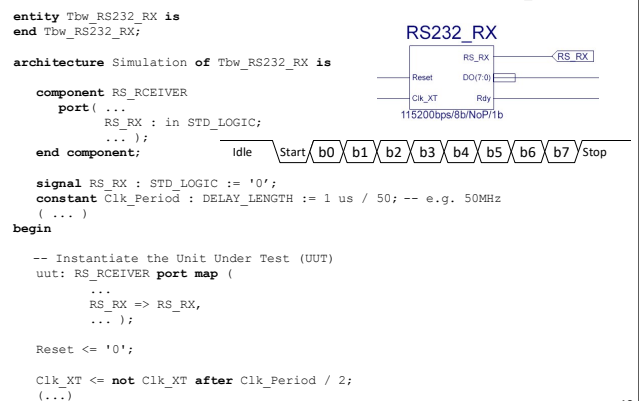 entity Tbw_RS232_RX is
end Tbw_RS232_RX;
RS232_RX
RS_RX
RS_RX
Reset
DO(7:0)
Clk_XT
Rdy
115200bps/8b/NoP/1b
architecture Simulation of Tbw_RS232_RX is
component RS_RCEIVER
port( ...
RS_RX : in STD_LOGIC;
... );
end component;
Idle Start b0 b1 b2 b3 b4 b5 b6 b7 Stop
signal RS_RX : STD_LOGIC := '0';
constant Clk_Period : DELAY_LENGTH := 1 us / 50; -- e.g. 50MHz
( ... )
begin
-- Instantiate the Unit Under Test (UUT)
uut: RS_RCEIVER port map (
...
RS_RX => RS_RX,
... );
Reset <= '0';
Clk_XT <= not Clk_XT after Clk_Period / 2;
(...)